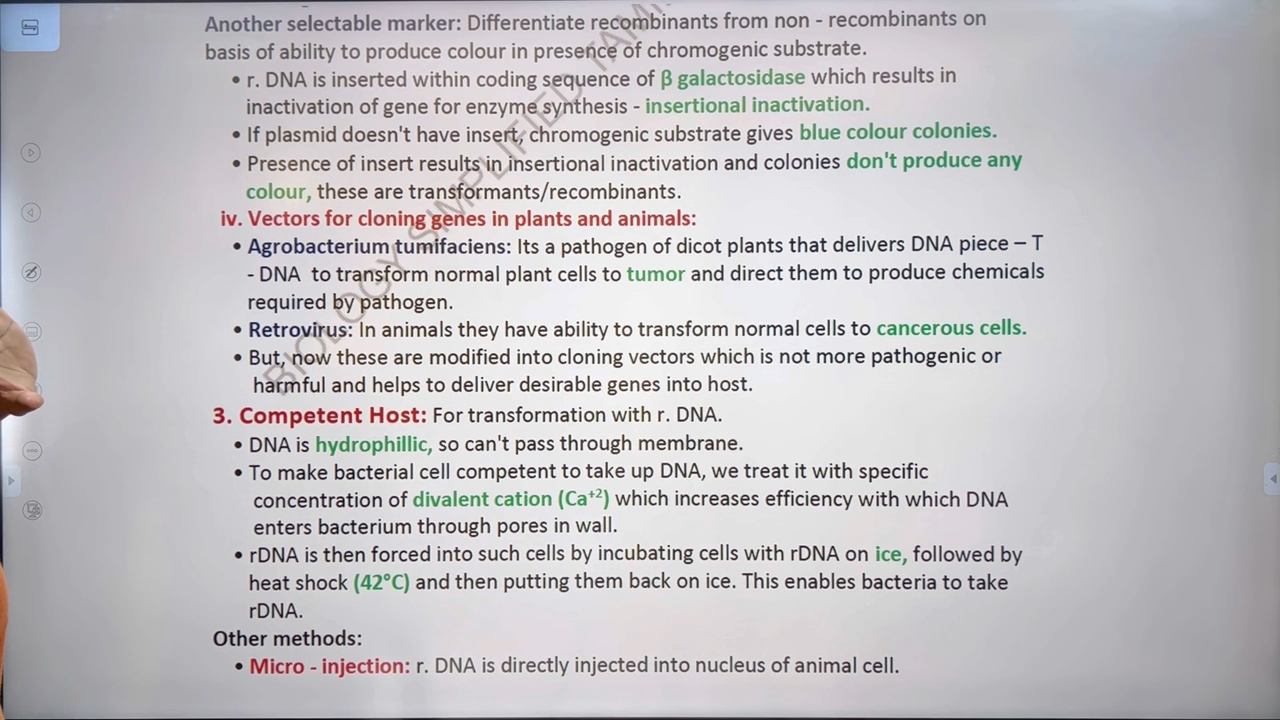 Another selectable marker: Differentiate recombinants from non - recombinants on
basis of ability to produce colour in presence of chromogenic substrate.
• r. DNA is inserted within coding sequence of β galactosidase which results in
inactivation of gene for enzyme synthesis - insertional inactivation.
• If plasmid doesn't have insert, chromogenic substrate gives blue colour colonies.
• Presence of insert results in insertional inactivation and colonies don't produce any
colour, these are transformants/recombinants.
iv. Vectors for cloning genes in plants and animals:
• Agrobacterium tumifaciens: Its a pathogen of dicot plants that delivers DNA piece – T
- DNA to transform normal plant cells to tumor and direct them to produce chemicals
required by pathogen.
• Retrovirus: In animals they have ability to transform normal cells to cancerous cells.
• But, now these are modified into cloning vectors which is not more pathogenic or
harmful and helps to deliver desirable genes into host.
3. Competent Host: For transformation with r. DNA.
• DNA is hydrophillic, so can't pass through membrane.
• To make bacterial cell competent to take up DNA, we treat it with specific
concentration of divalent cation (Ca⁺²) which increases efficiency with which DNA
enters bacterium through pores in wall.
• rDNA is then forced into such cells by incubating cells with rDNA on ice, followed by
heat shock (42°C) and then putting them back on ice. This enables bacteria to take
rDNA.
Other methods:
• Micro - injection: r. DNA is directly injected into nucleus of animal cell.
BIOLOGY SIMPLIFIED TAMI